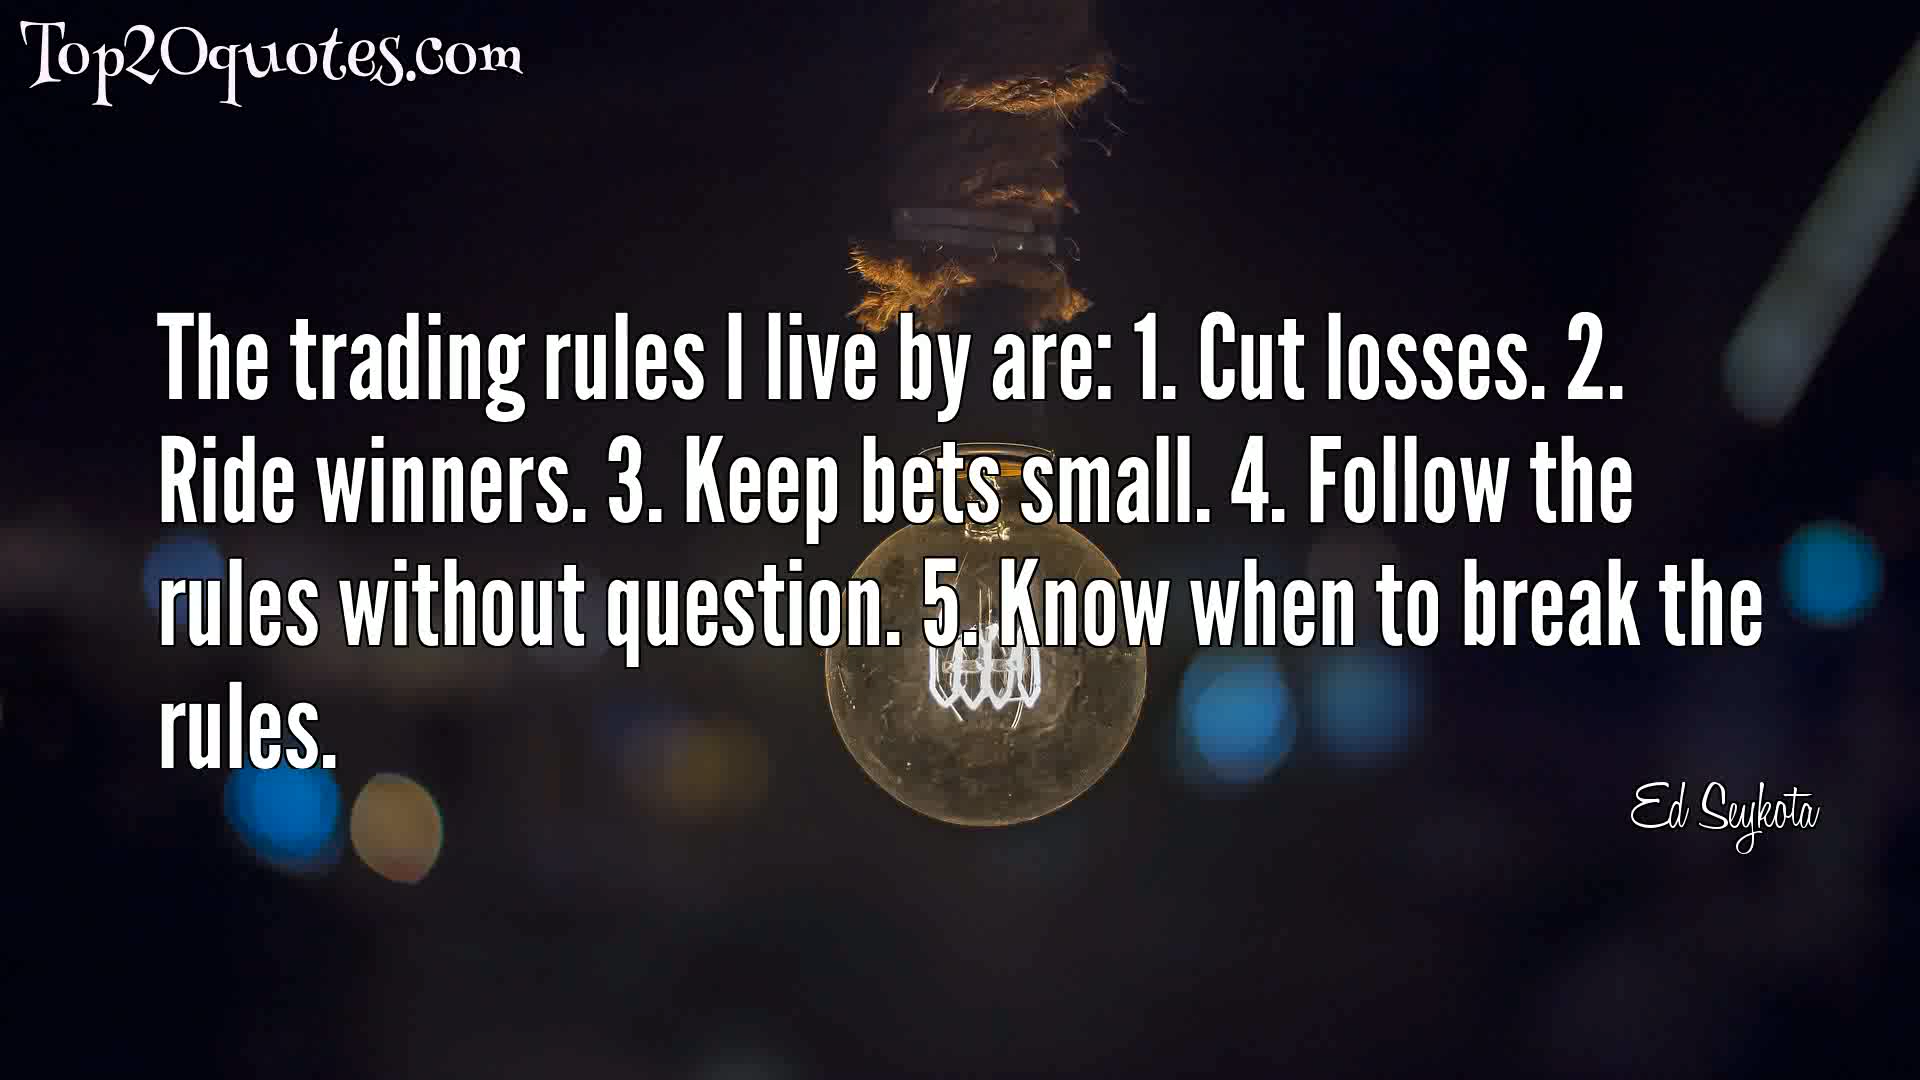 Top20quotes.com
The trading rules I live by are: 1. Cut losses. 2.
Ride winners. 3. Keep bets small. 4. Follow the
rules without question. 5. Know when to break the
rules.
Ed Seykota